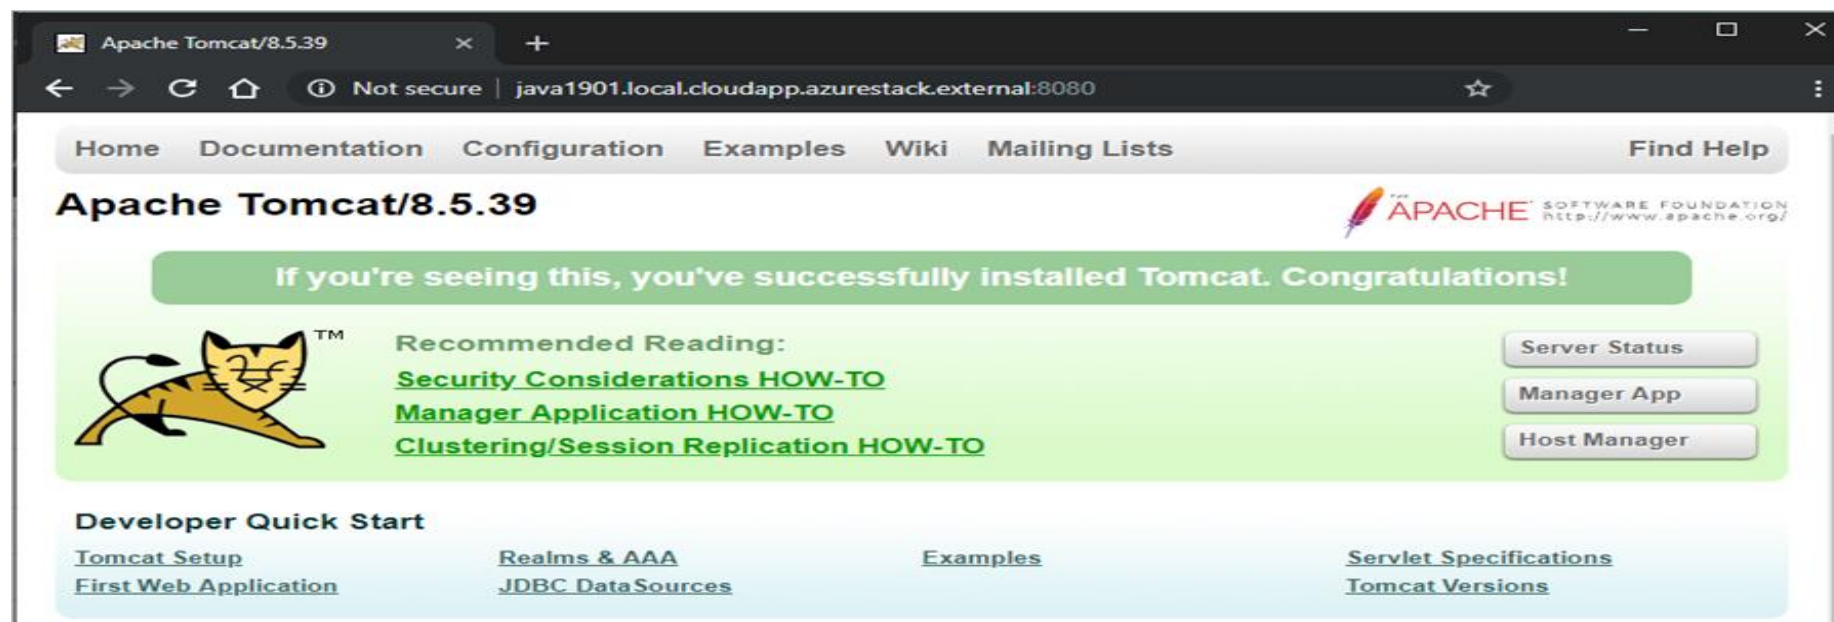 Apache Tomcat/8.5.39
Not secure | java1901.local.cloudapp.azurestack.external:8080
Home Documentation Configuration Examples Wiki Mailing Lists Find Help
Apache Tomcat/8.5.39
THE APACHE SOFTWARE FOUNDATION
http://www.apache.org/
If you're seeing this, you've successfully installed Tomcat. Congratulations!
TM
Recommended Reading:
Security Considerations HOW-TO
Manager Application HOW-TO
Clustering/Session Replication HOW-TO
Server Status
Manager App
Host Manager
Developer Quick Start
Tomcat Setup Realms & AAA Examples Servlet Specifications
First Web Application JDBC DataSources Tomcat Versions